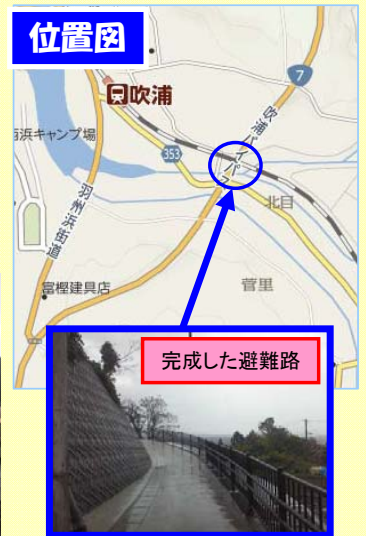 位置図
吹浦
7
吹浦バイパス
西浜キャンプ場
353
北目
羽州浜街道
富樫建具店
菅里
完成した避難路